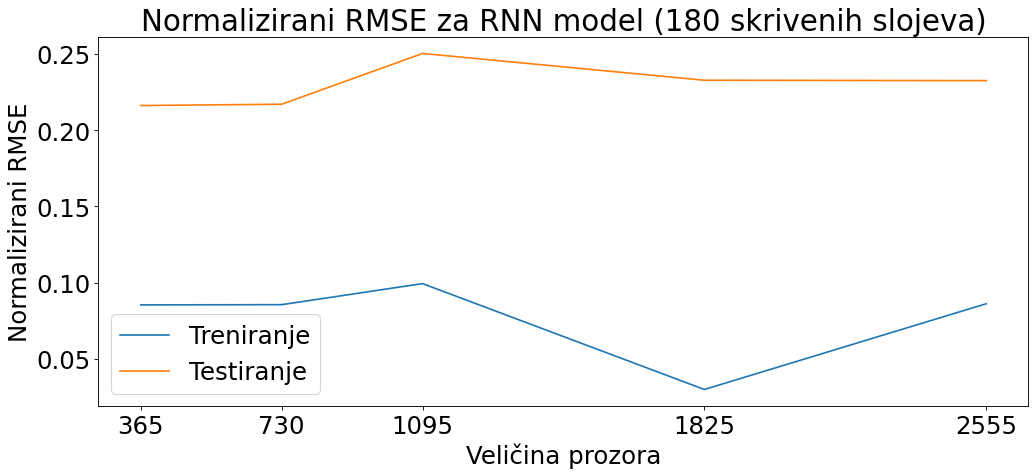 Normalizirani RMSE za RNN model (180 skrivenih slojeva)
Normalizirani RMSE
0.25
0.20
0.15
0.10
0.05
Treniranje
Testiranje
365 730 1095 1825 2555
Veličina prozora